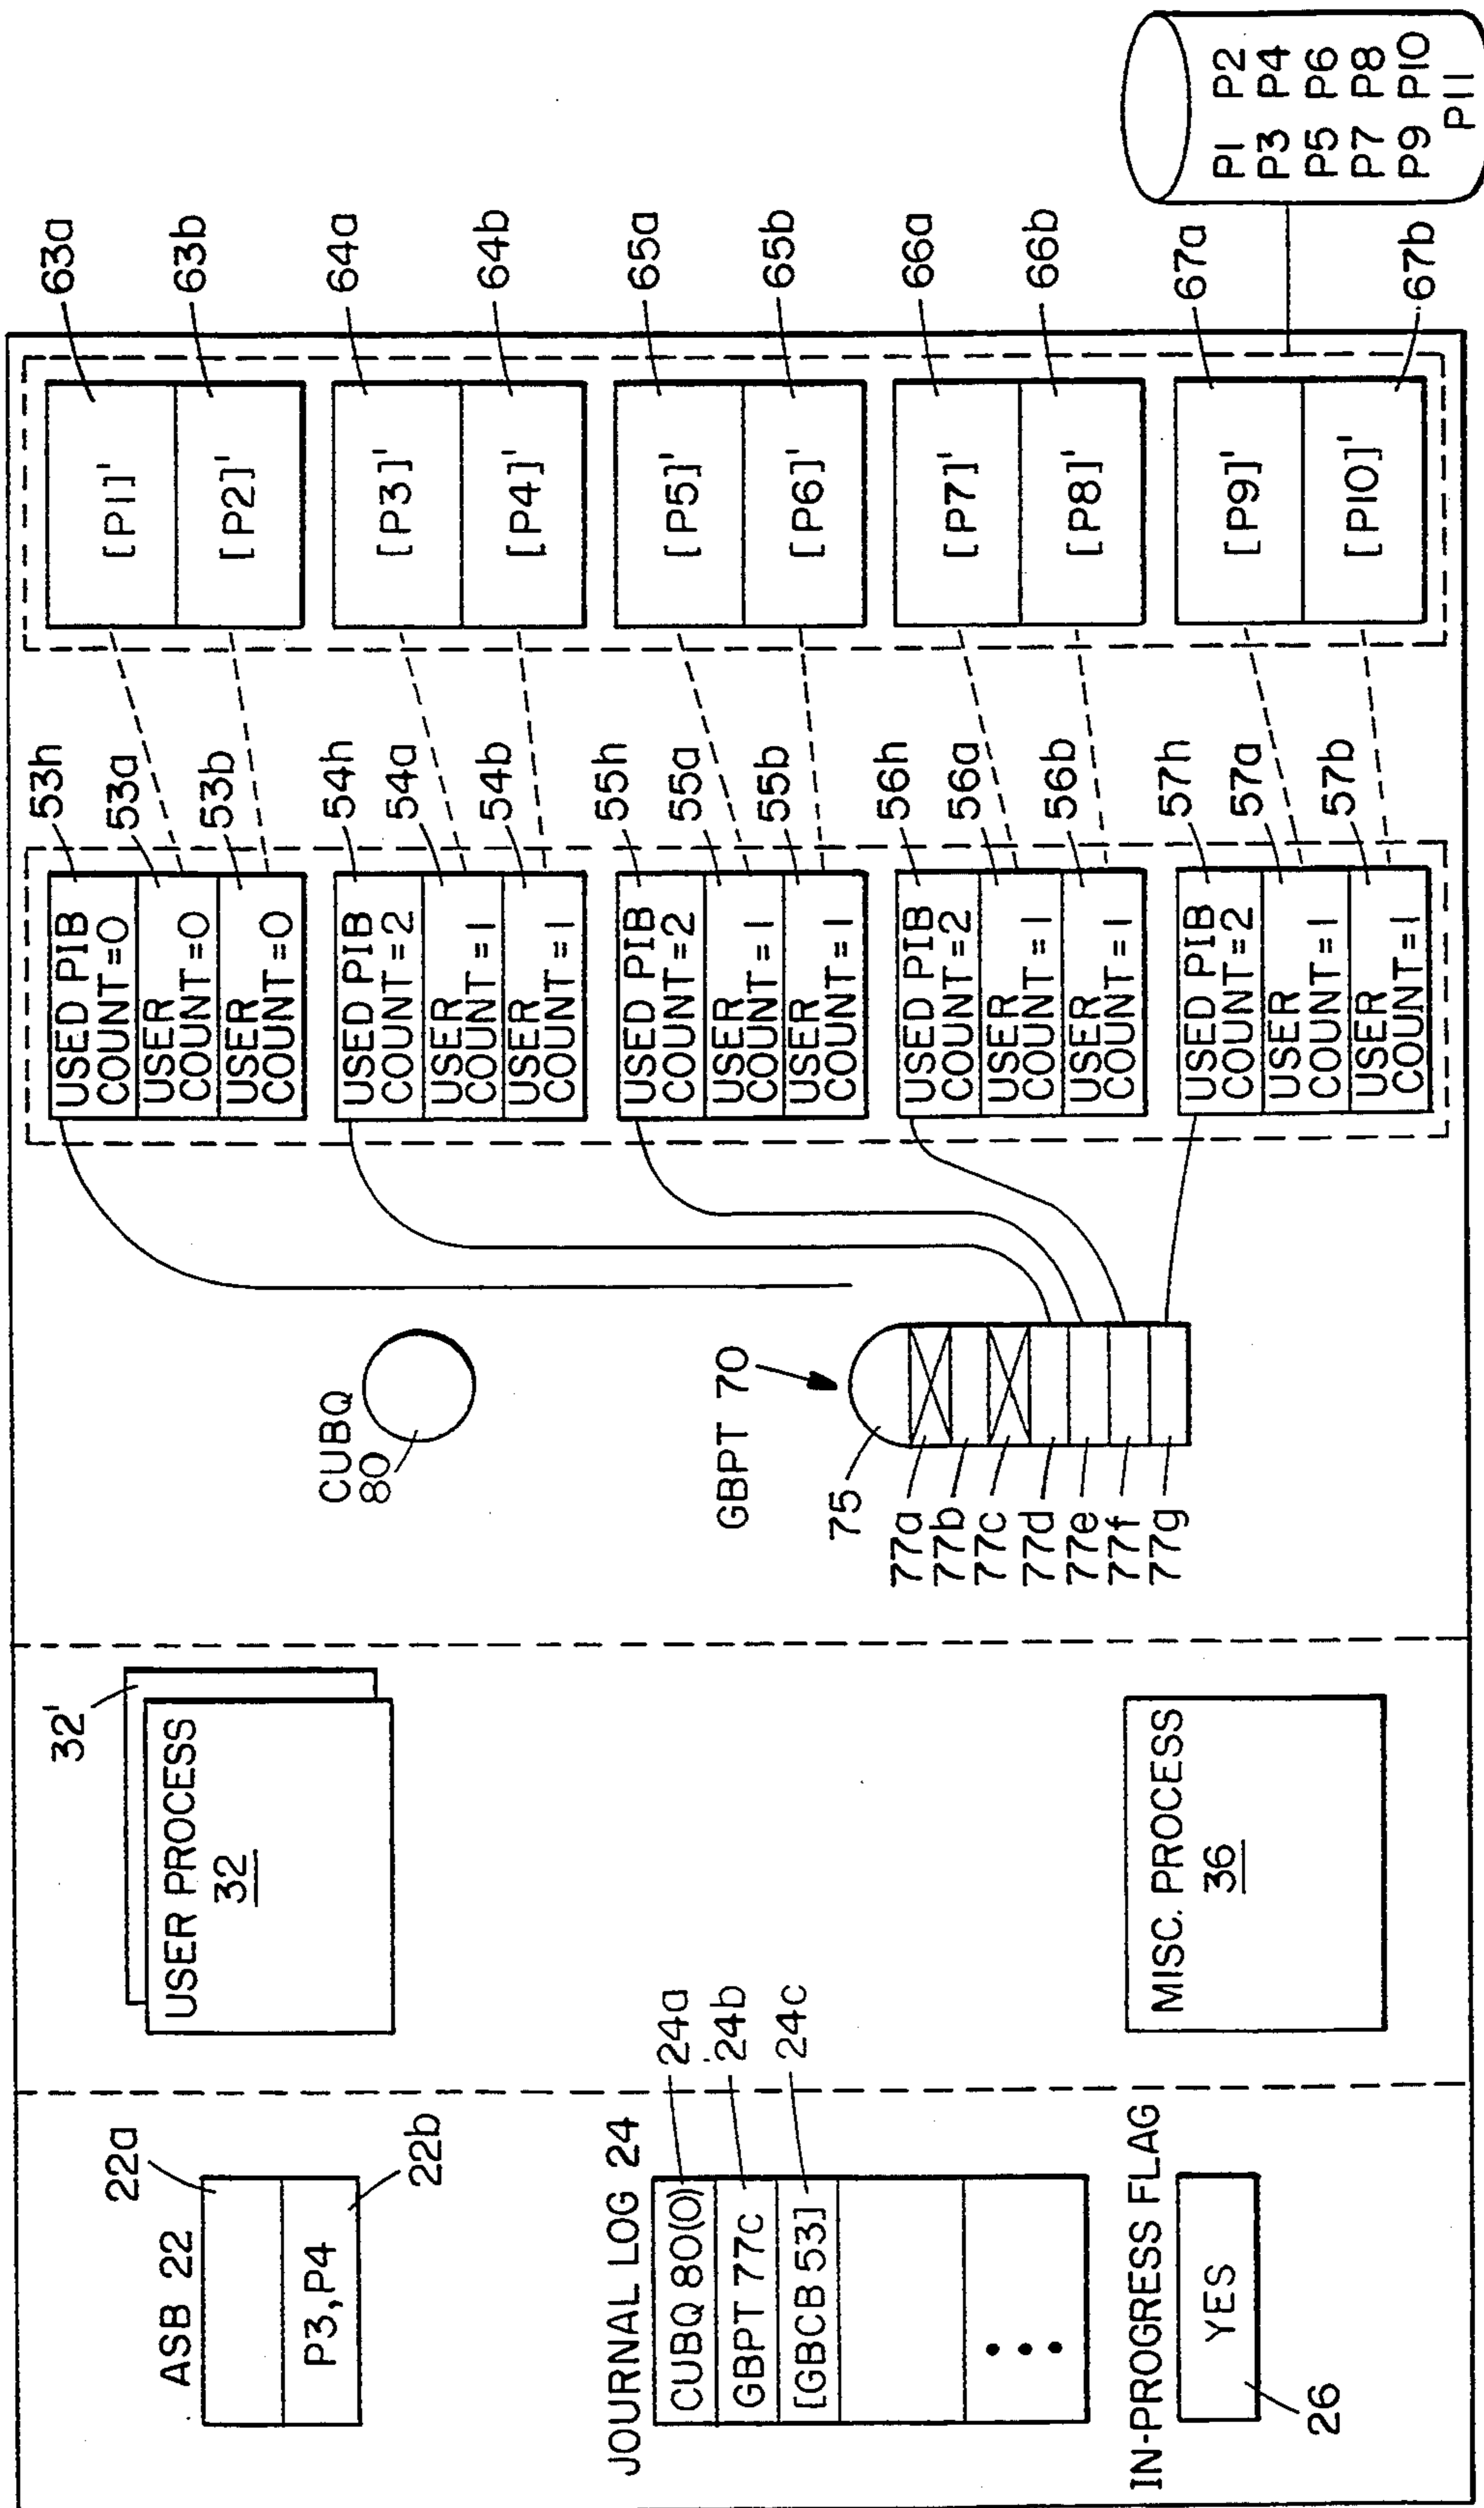 ASB 22
22a
P3,P4
22b
JOURNAL LOG 24
CUBQ 80(0)
24a
GBPT 77c
24b
[GBCB 53]
24c
IN-PROGRESS FLAG
YES
26
32'
USER PROCESS
32
MISC. PROCESS
36
CUBQ
80
GBPT 70
75
77a
77b
77c
77d
77e
77f
77g
53h
USED PIB
COUNT=0
53a
USER
COUNT=0
53b
USER
COUNT=0
54h
USED PIB
COUNT=2
54a
USER
COUNT=1
54b
USER
COUNT=1
55h
USED PIB
COUNT=2
55a
USER
COUNT=1
55b
USER
COUNT=1
56h
USED PIB
COUNT=2
56a
USER
COUNT=1
56b
USER
COUNT=1
57h
USED PIB
COUNT=2
57a
USER
COUNT=1
57b
USER
COUNT=1
63a
[P1]'
63b
[P2]'
64a
[P3]'
64b
[P4]'
65a
[P5]'
65b
[P6]'
66a
[P7]'
66b
[P8]'
67a
[P9]'
67b
[P10]'
P1 P2
P3 P4
P5 P6
P7 P8
P9 P10
P11